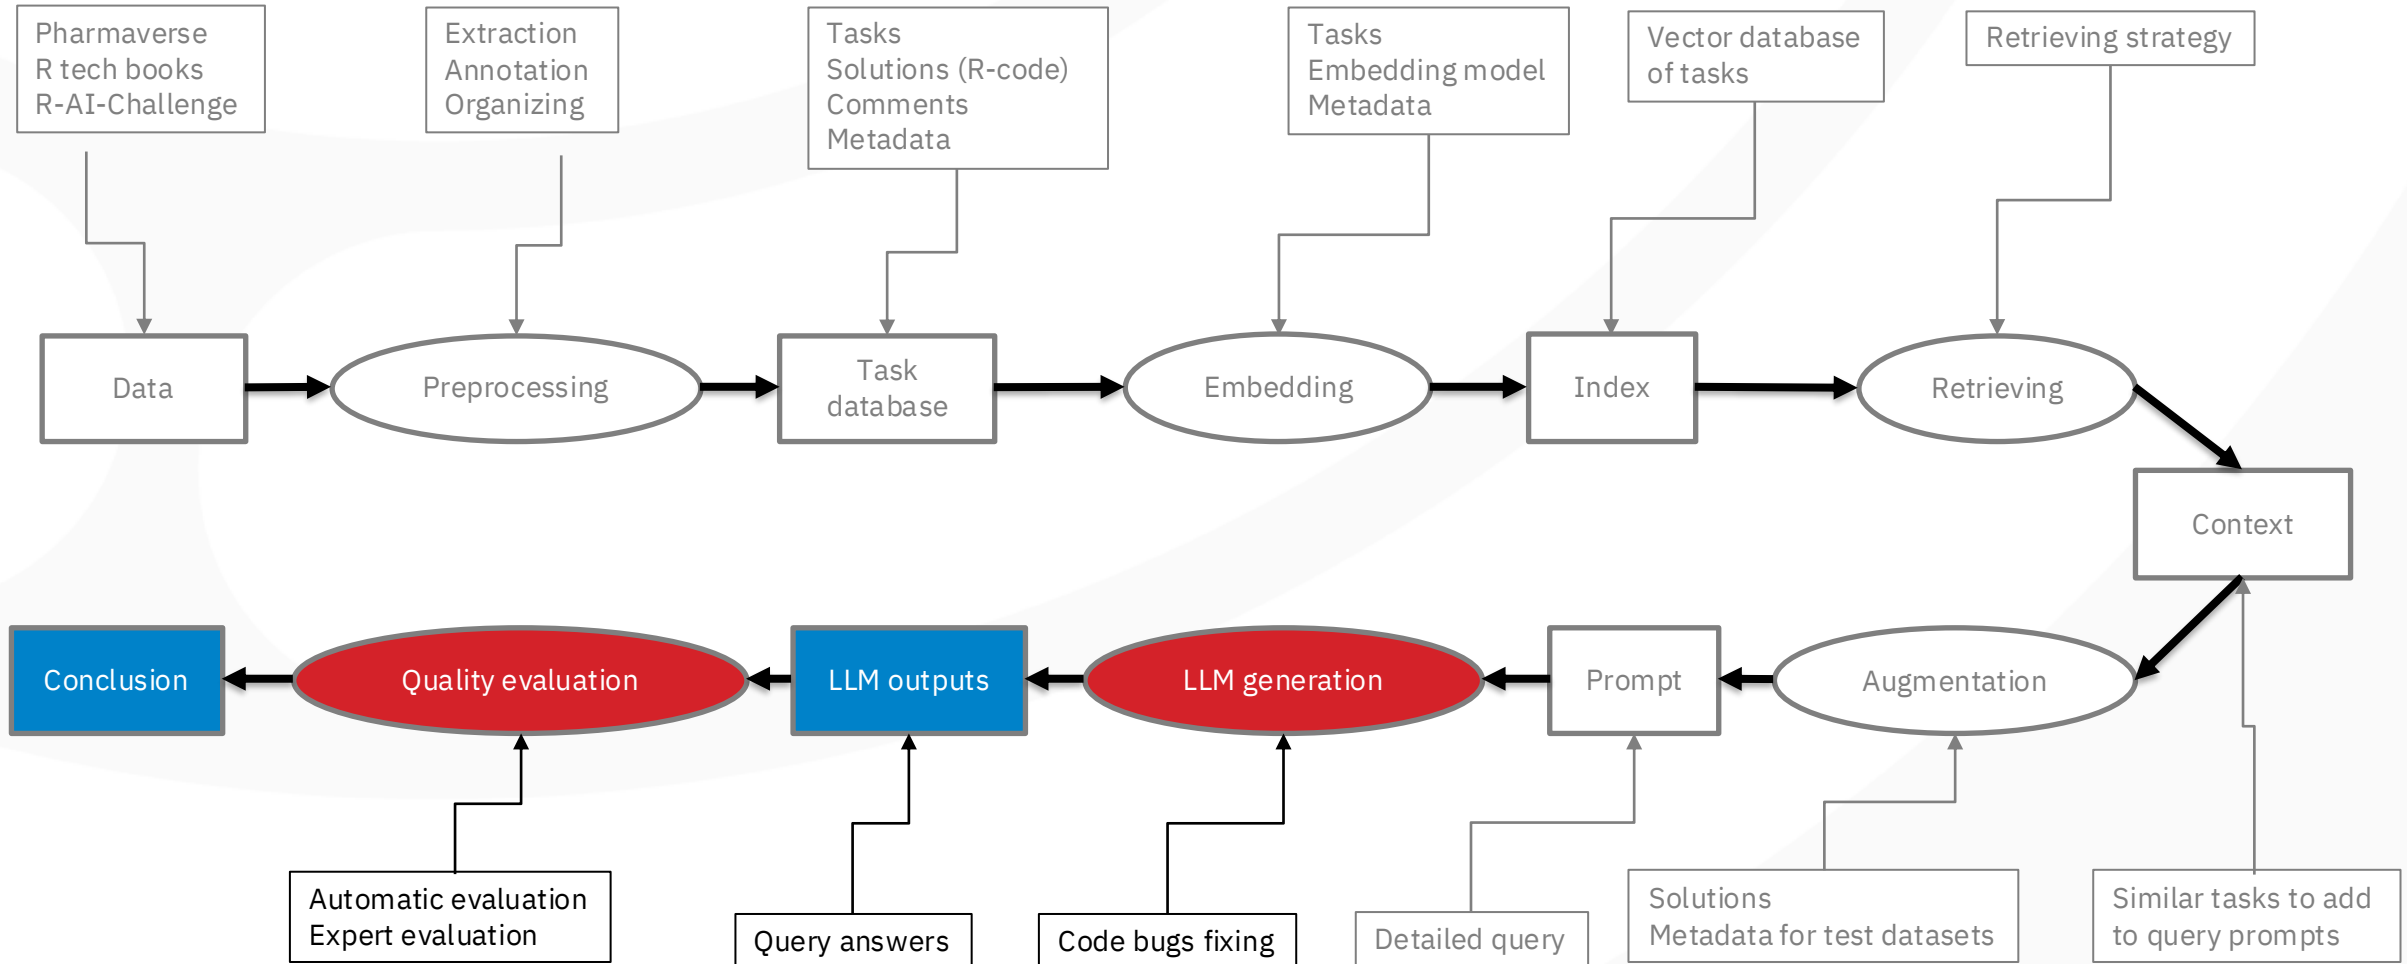 Pharmaverse
R tech books
R-AI-Challenge
Extraction
Annotation
Organizing
Tasks
Solutions (R-code)
Comments
Metadata
Tasks
Embedding model
Metadata
Vector database
of tasks
Retrieving strategy
Data
Preprocessing
Task
database
Embedding
Index
Retrieving
Context
Conclusion
Quality evaluation
LLM outputs
LLM generation
Prompt
Augmentation
Automatic evaluation
Expert evaluation
Query answers
Code bugs fixing
Detailed query
Solutions
Metadata for test datasets
Similar tasks to add
to query prompts